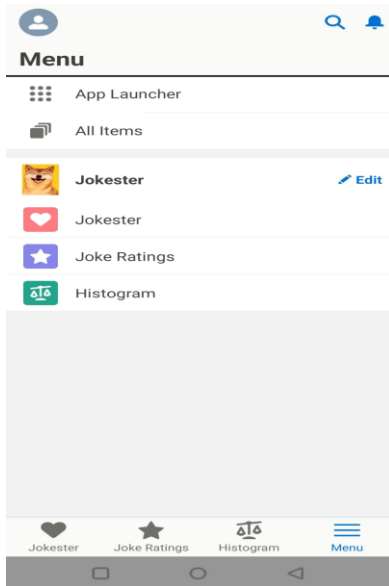 Menu
App Launcher
All Items
Jokester Edit
Jokester
Joke Ratings
Histogram
Jokester Joke Ratings Histogram Menu